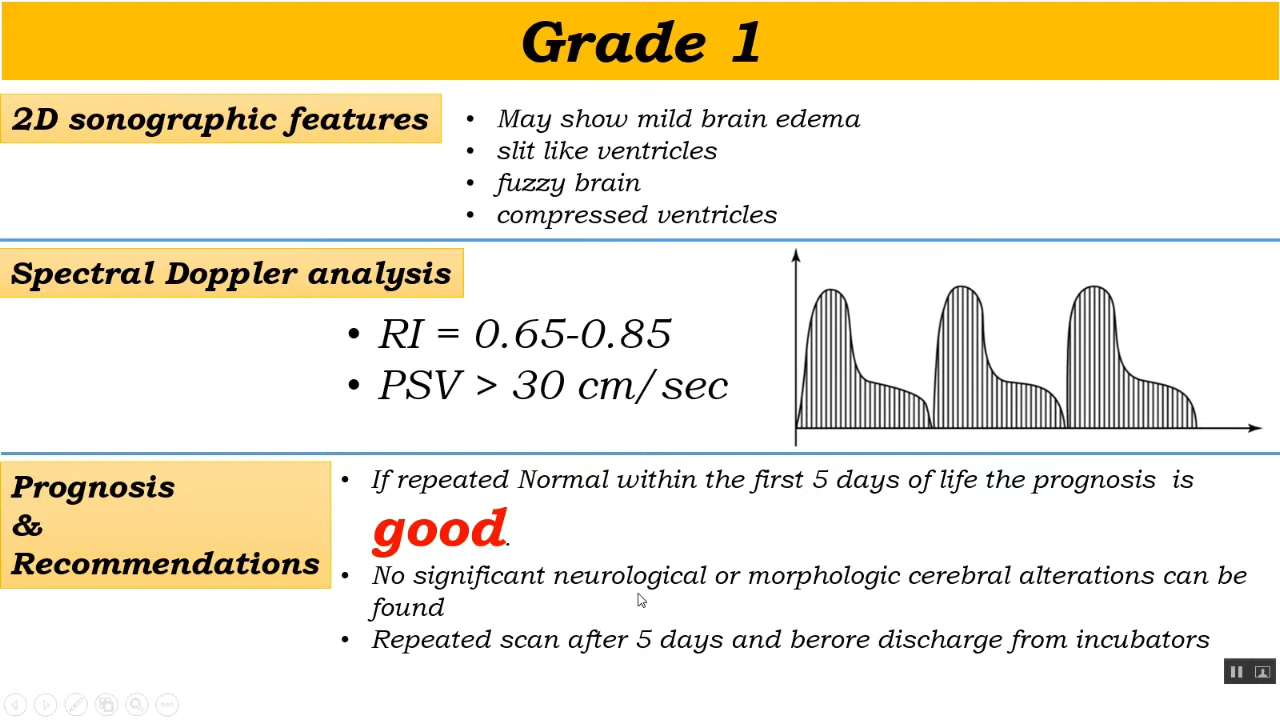 Grade 1
2D sonographic features
• May show mild brain edema
• slit like ventricles
• fuzzy brain
• compressed ventricles
Spectral Doppler analysis
• RI = 0.65-0.85
• PSV > 30 cm/sec
Prognosis
&
Recommendations
• If repeated Normal within the first 5 days of life the prognosis is
good.
• No significant neurological or morphologic cerebral alterations can be
found
• Repeated scan after 5 days and berore discharge from incubators